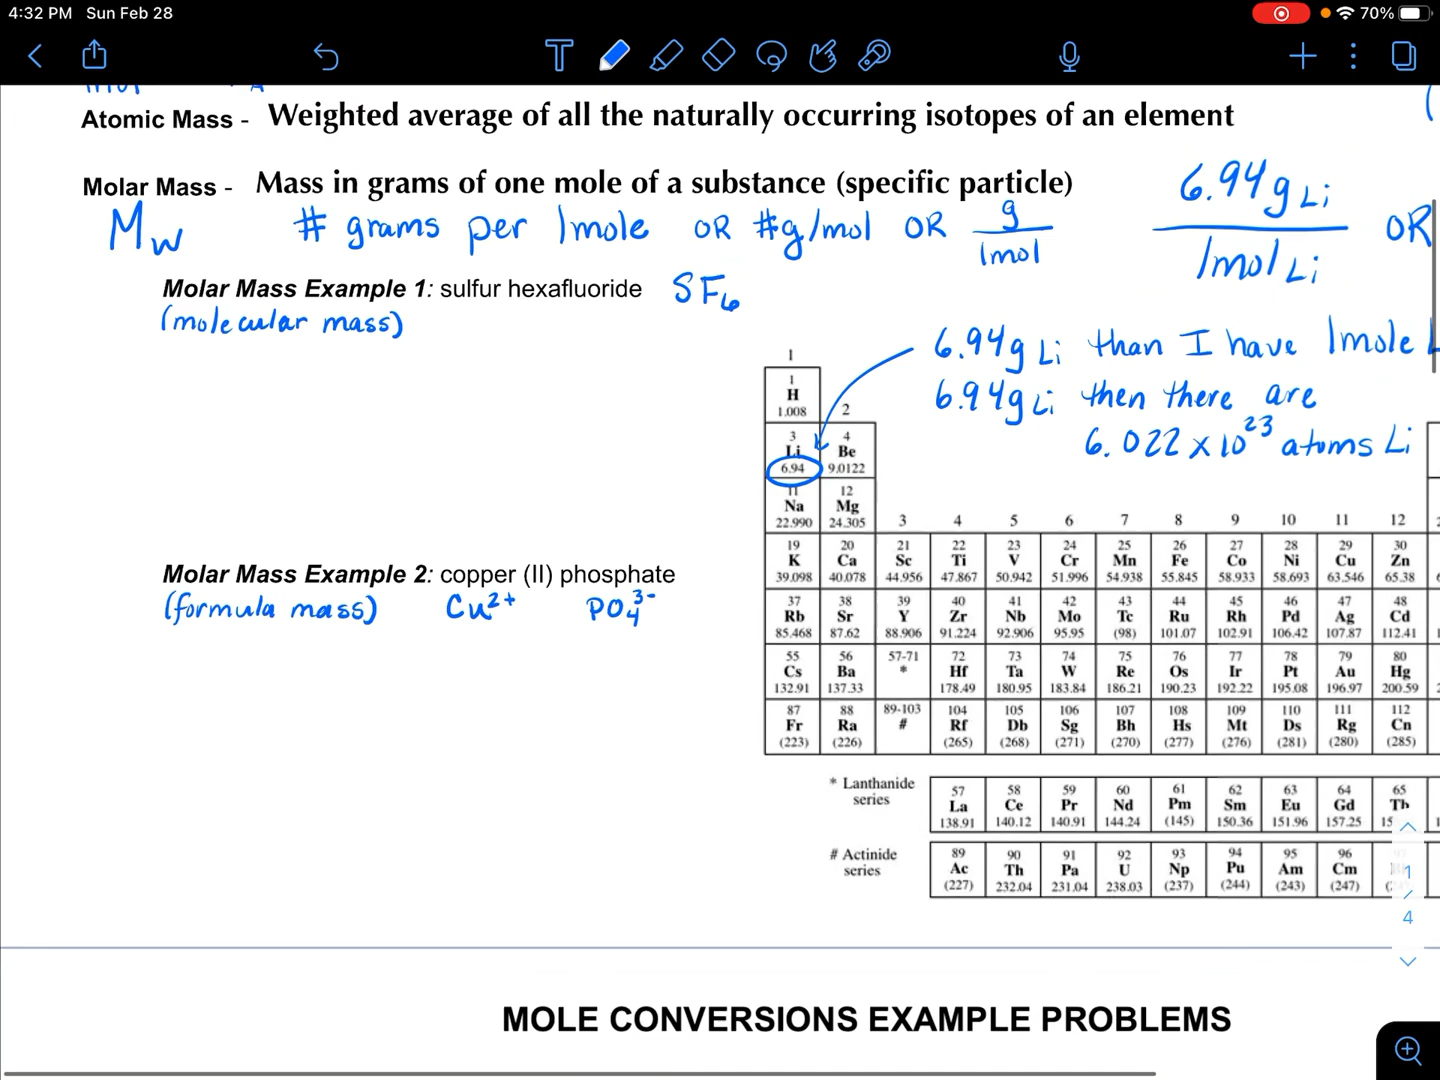 4:32 PM Sun Feb 28
70%
Atomic Mass - Weighted average of all the naturally occurring isotopes of an element
Molar Mass - Mass in grams of one mole of a substance (specific particle)
Mw # grams per 1mole OR #g/mol OR g/1mol
6.94g Li / 1mol Li OR
Molar Mass Example 1: sulfur hexafluoride SF6
(molecular mass)
6.94g Li than I have 1mole
6.94g Li then there are
6.022 x 10^23 atoms Li
1
1
H
1.008
2
3 4
Li Be
6.94 9.0122
11 12
Na Mg
22.990 24.305
3 4 5 6 7 8 9 10 11 12
Molar Mass Example 2: copper (II) phosphate
(formula mass) Cu2+ PO4 3-
19 20 21 22 23 24 25 26 27 28 29 30
K Ca Sc Ti V Cr Mn Fe Co Ni Cu Zn
39.098 40.078 44.956 47.867 50.942 51.996 54.938 55.845 58.933 58.693 63.546 65.38
37 38 39 40 41 42 43 44 45 46 47 48
Rb Sr Y Zr Nb Mo Tc Ru Rh Pd Ag Cd
85.468 87.62 88.906 91.224 92.906 95.95 (98) 101.07 102.91 106.42 107.87 112.41
55 56 57-71 72 73 74 75 76 77 78 79 80
Cs Ba * Hf Ta W Re Os Ir Pt Au Hg
132.91 137.33 178.49 180.95 183.84 186.21 190.23 192.22 195.08 196.97 200.59
87 88 89-103 104 105 106 107 108 109 110 111 112
Fr Ra # Rf Db Sg Bh Hs Mt Ds Rg Cn
(223) (226) (265) (268) (271) (270) (277) (276) (281) (280) (285)
* Lanthanide
series
57 58 59 60 61 62 63 64 65
La Ce Pr Nd Pm Sm Eu Gd Tb
138.91 140.12 140.91 144.24 (145) 150.36 151.96 157.25
# Actinide
series
89 90 91 92 93 94 95 96
Ac Th Pa U Np Pu Am Cm
(227) 232.04 231.04 238.03 (237) (244) (243) (247)
1
/
4
MOLE CONVERSIONS EXAMPLE PROBLEMS